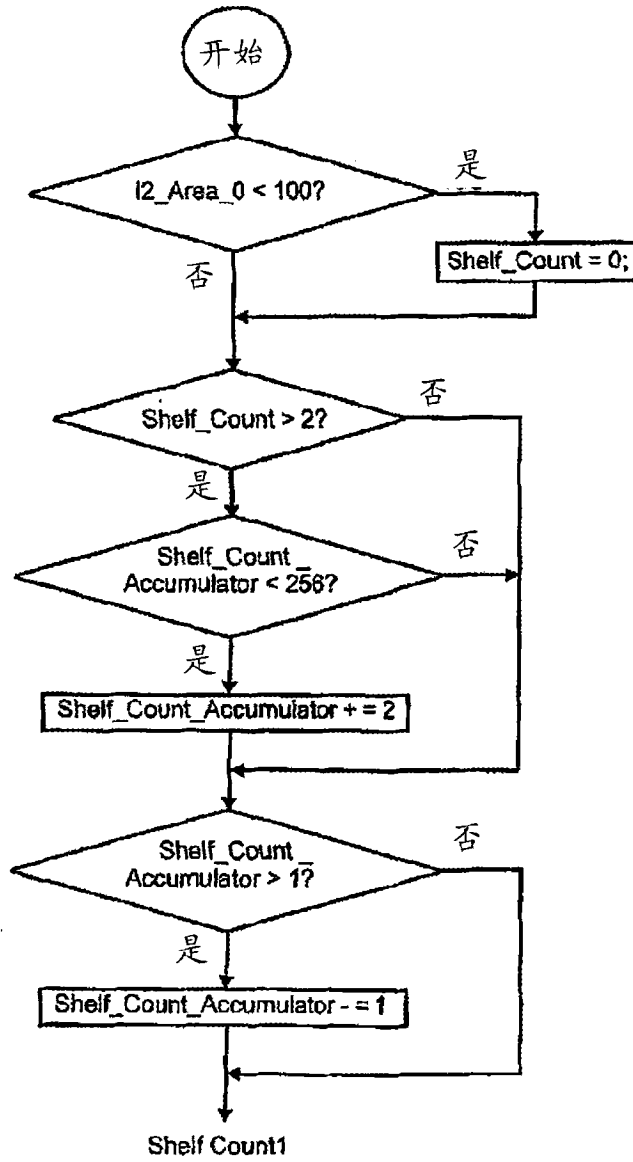 开始
I2_Area_0 < 100?
是
Shelf_Count = 0;
否
Shelf_Count > 2?
否
是
Shelf_Count_
Accumulator < 256?
否
是
Shelf_Count_Accumulator + = 2
Shelf_Count_
Accumulator > 1?
否
是
Shelf_Count_Accumulator - = 1
Shelf Count1